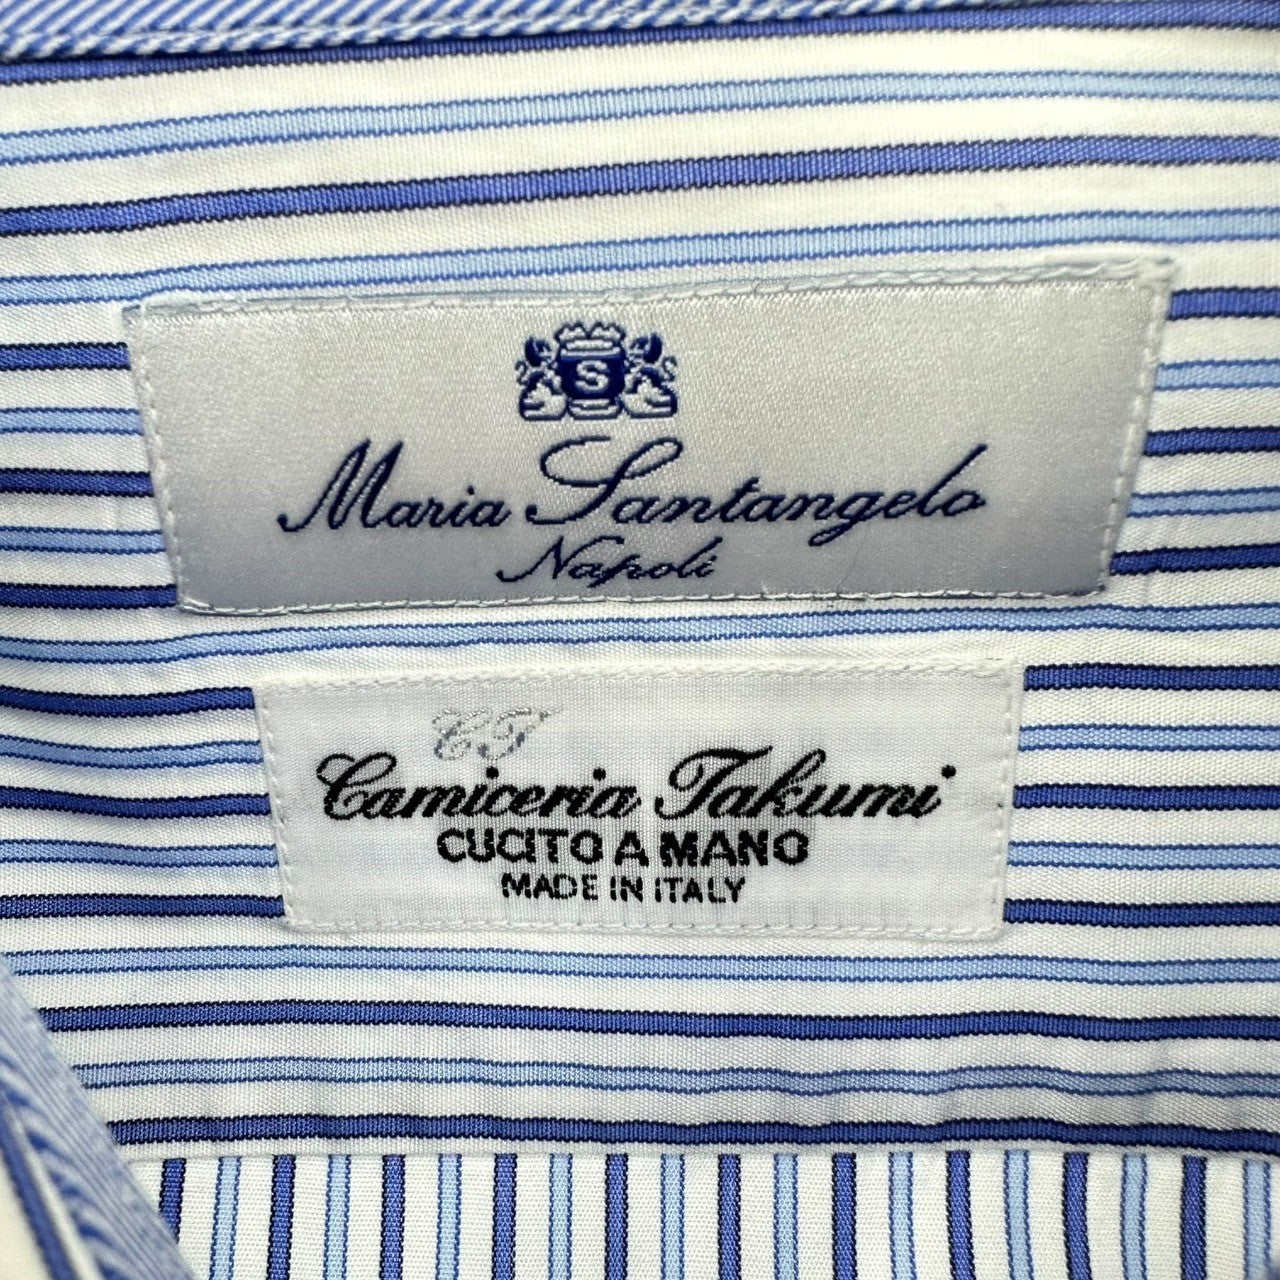 S
Maria Santangelo
Napoli
CT
Camiceria Takumi
CUCITO A MANO
MADE IN ITALY